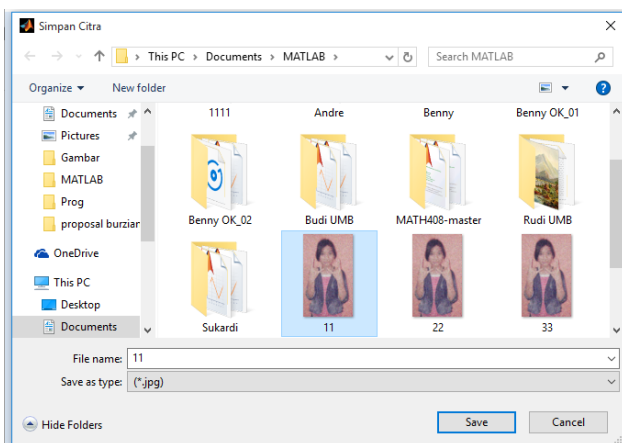 Simpan Citra
This PC > Documents > MATLAB >
Search MATLAB
Organize
New folder
Documents
Pictures
Gambar
MATLAB
Prog
proposal burzian
OneDrive
This PC
Desktop
Documents
1111
Andre
Benny
Benny OK_01
Benny OK_02
Budi UMB
MATH408-master
Rudi UMB
Sukardi
11
22
33
File name: 11
Save as type: (*.jpg)
Hide Folders
Save
Cancel